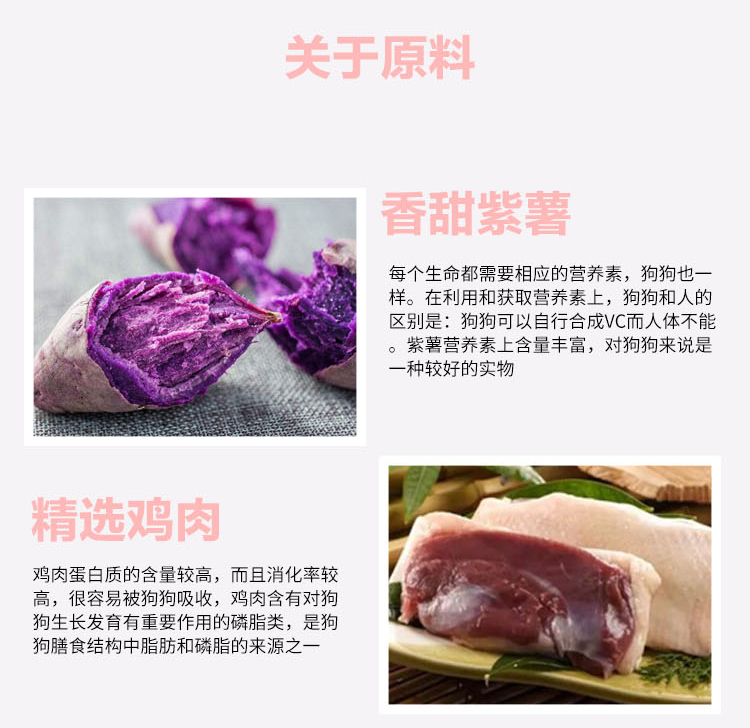 关于原料
香甜紫薯
每个生命都需要相应的营养素，狗狗也一
样。在利用和获取营养素上，狗狗和人的
区别是：狗狗可以自行合成VC而人体不能
。紫薯营养素上含量丰富，对狗狗来说是
一种较好的实物
精选鸡肉
鸡肉蛋白质的含量较高，而且消化率较
高，很容易被狗狗吸收，鸡肉含有对狗
狗生长发育有重要作用的磷脂类，是狗
狗膳食结构中脂肪和磷脂的来源之一